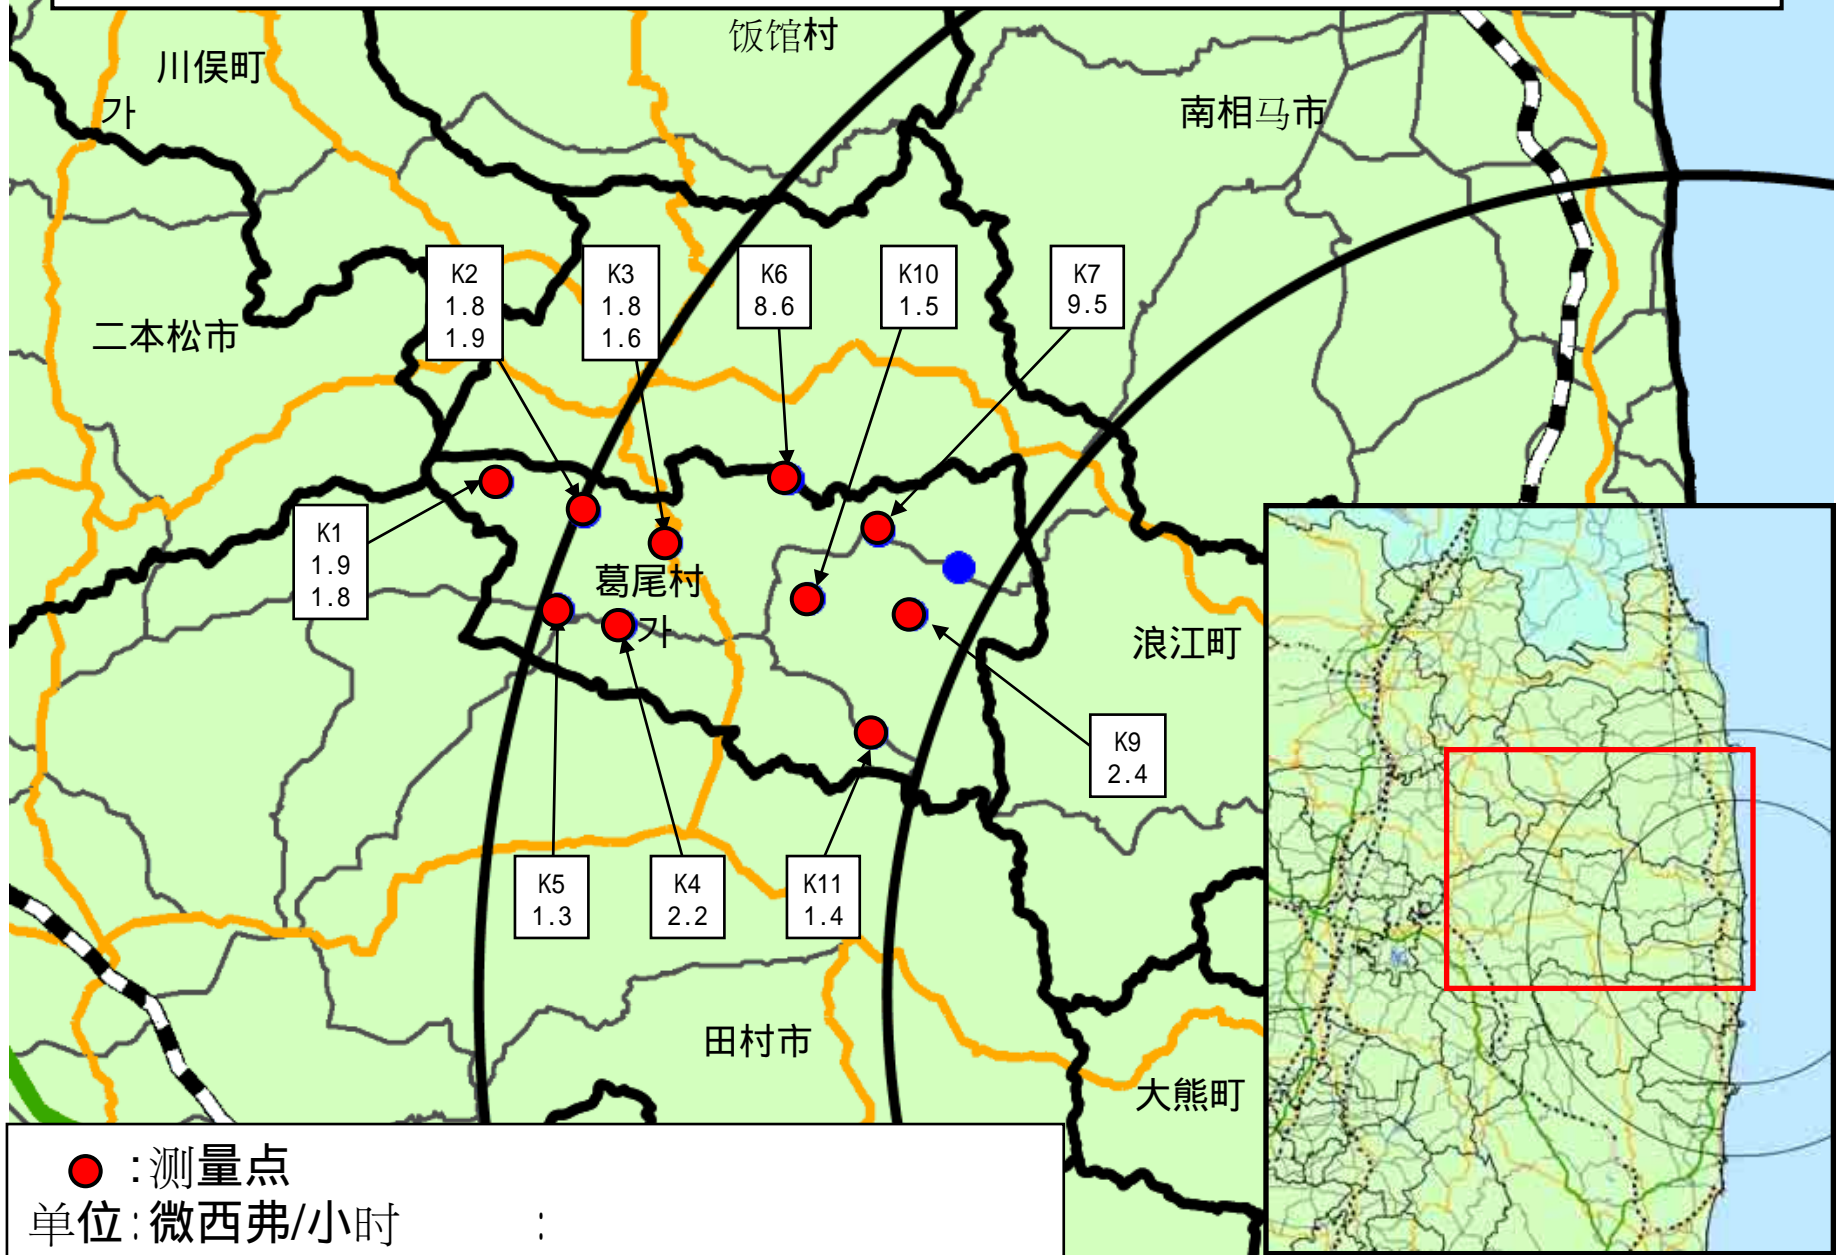 饭馆村
川俣町
가
南相马市
K2
1.8
1.9
K3
1.8
1.6
K6
8.6
K10
1.5
K7
9.5
二本松市
K1
1.9
1.8
葛尾村
가
浪江町
K9
2.4
K5
1.3
K4
2.2
K11
1.4
田村市
大熊町
:测量点
单位:微西弗/小时 :